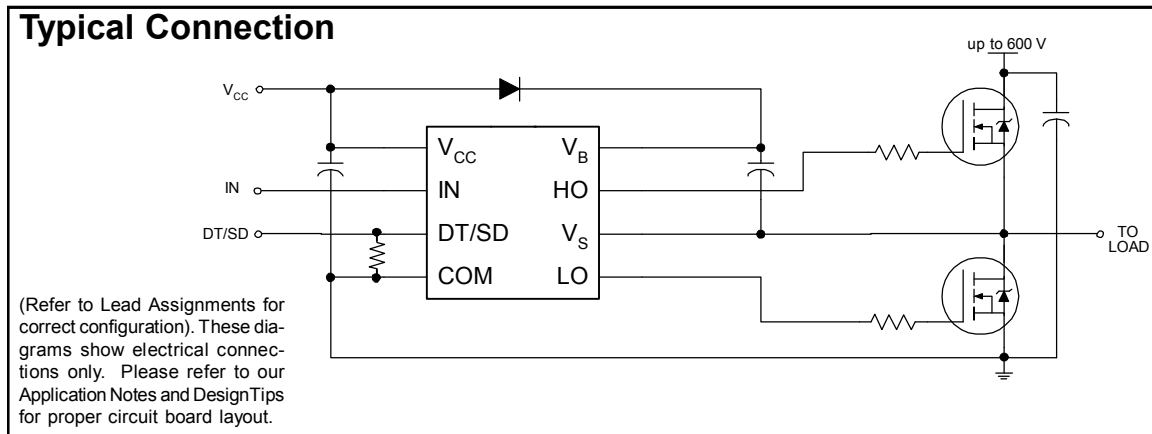 Typical Connection
up to 600 V
VCC
VCC
VB
IN
IN
HO
DT/SD
DT/SD
VS
TO
LOAD
COM
LO
(Refer to Lead Assignments for
correct configuration). These dia-
grams show electrical connec-
tions only. Please refer to our
Application Notes and DesignTips
for proper circuit board layout.